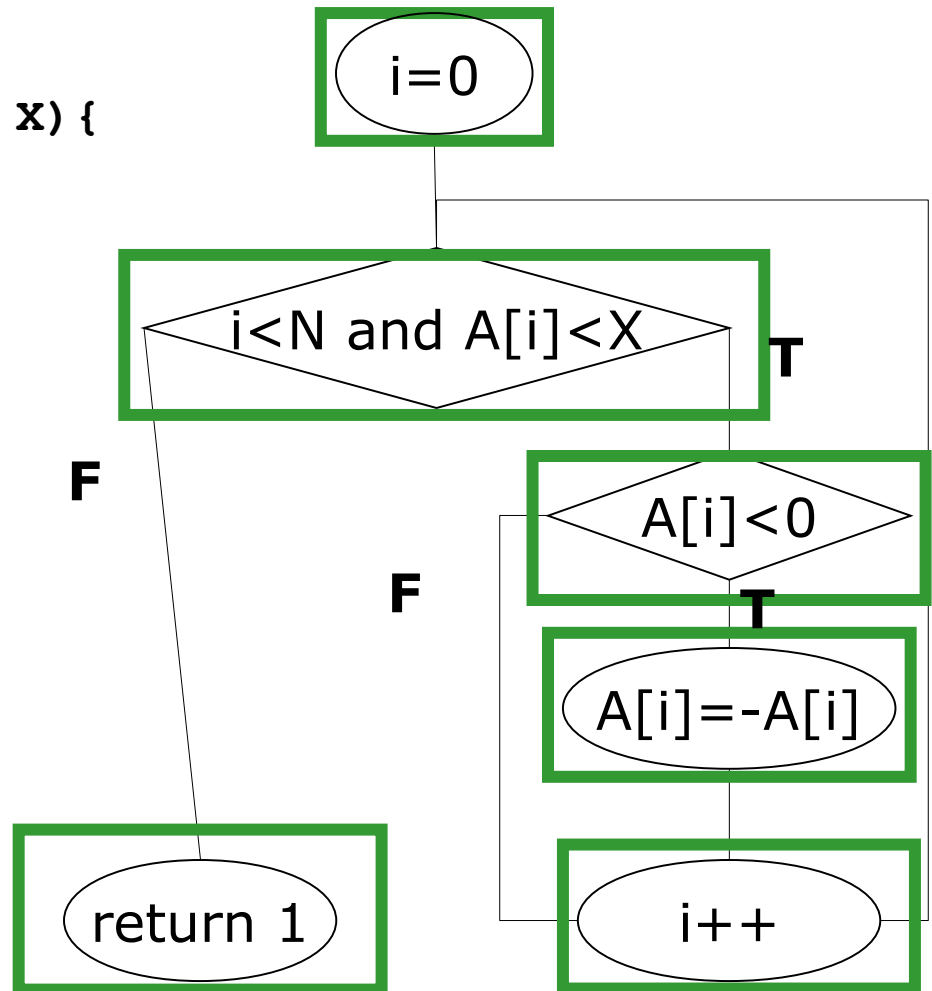 i=0
X){
i<N and A[i]<X
T
F
A[i]<0
F
T
A[i]=-A[i]
return 1
i++